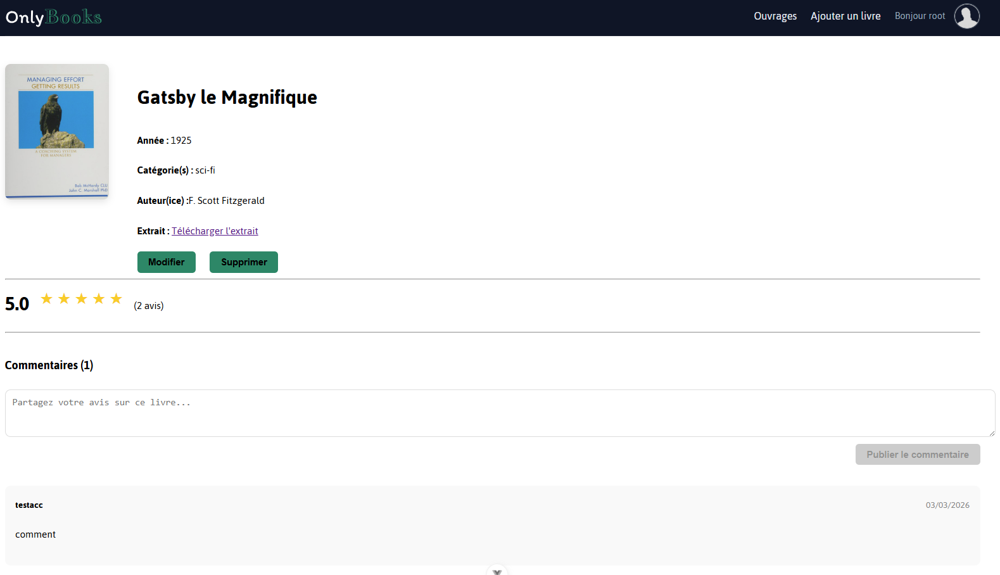 OnlyBooks
Ouvrages
Ajouter un livre
Bonjour root
MANAGING EFFORT
GETTING RESULTS
A COACHING SYSTEM
FOR MANAGERS
Bob McHardy CLU
John C. Marshall PhD
Gatsby le Magnifique
Année : 1925
Catégorie(s) : sci-fi
Auteur(ice) :F. Scott Fitzgerald
Extrait : Télécharger l'extrait
Modifier
Supprimer
5.0 ★ ★ ★ ★ ★ (2 avis)
Commentaires (1)
Partagez votre avis sur ce livre...
Publier le commentaire
testacc
03/03/2026
comment